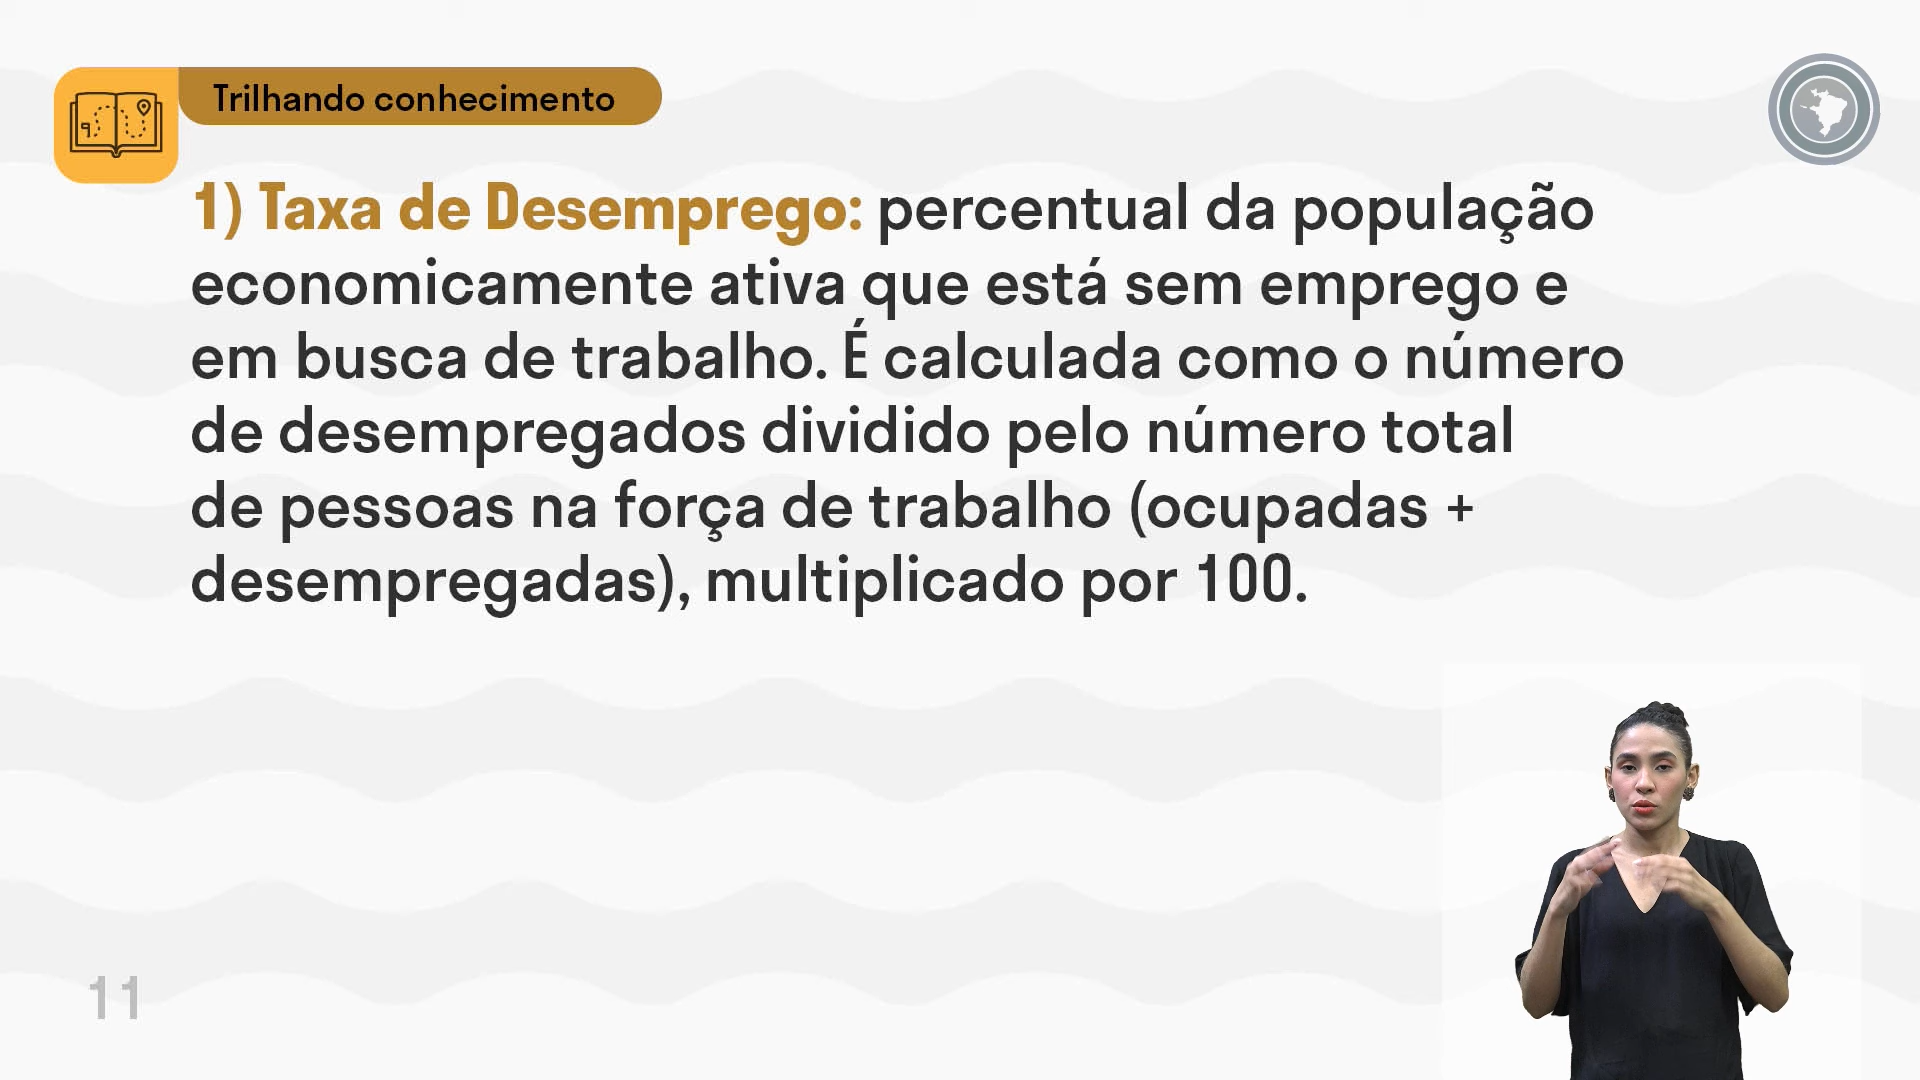 Trilhando conhecimento
1) Taxa de Desemprego: percentual da população
economicamente ativa que está sem emprego e
em busca de trabalho. É calculada como o número
de desempregados dividido pelo número total
de pessoas na força de trabalho (ocupadas +
desempregadas), multiplicado por 100.
11